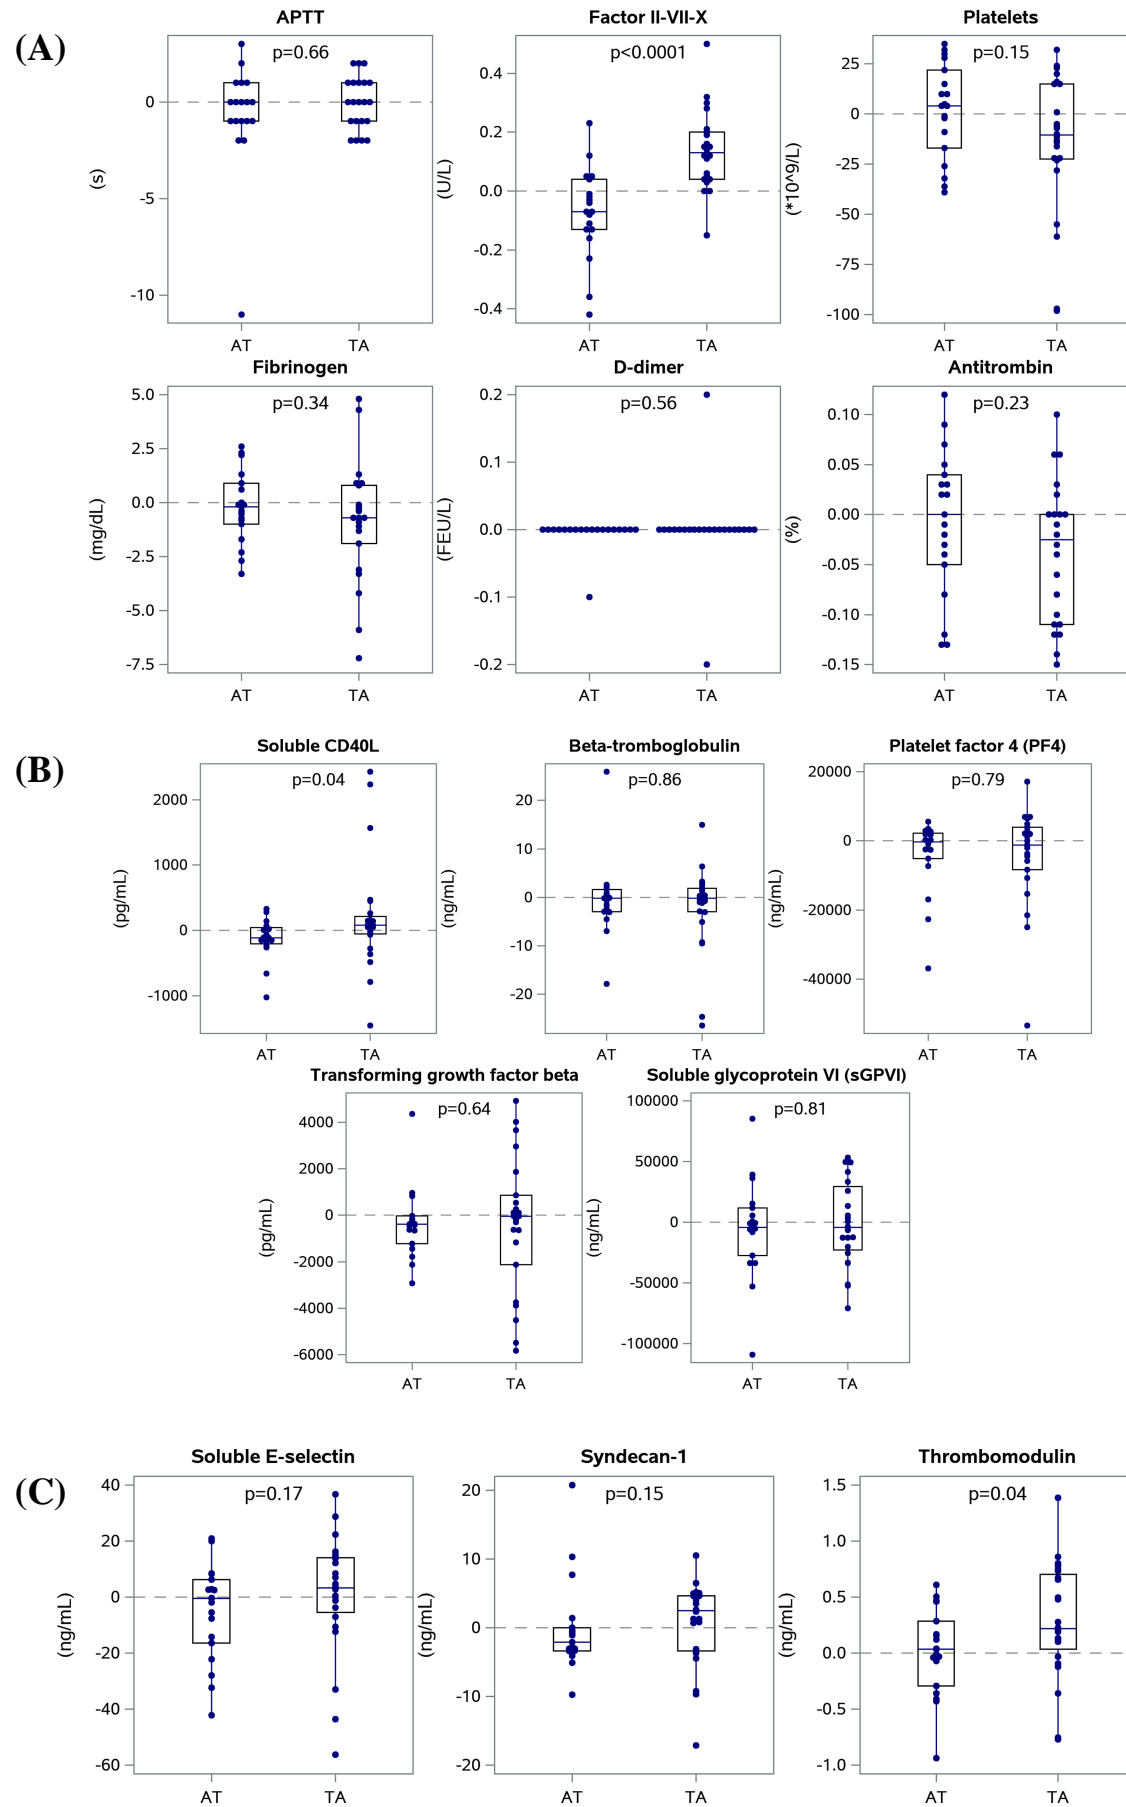 (A)
APTT
Factor II-VII-X
Platelets
p=0.66
p<0.0001
p=0.15
(s)
0
-5
-10
(U/L)
0.4
0.2
0.0
-0.2
-0.4
(*10^9/L)
25
0
-25
-50
-75
-100
AT TA
AT TA
AT TA
Fibrinogen
D-dimer
Antitrombin
p=0.34
p=0.56
p=0.23
(mg/dL)
5.0
2.5
0.0
-2.5
-5.0
-7.5
(FEU/L)
0.2
0.1
0.0
-0.1
-0.2
(%)
0.10
0.05
0.00
-0.05
-0.10
-0.15
AT TA
AT TA
AT TA
(B)
Soluble CD40L
Beta-tromboglobulin
Platelet factor 4 (PF4)
p=0.04
p=0.86
p=0.79
(pg/mL)
2000
1000
0
-1000
(ng/mL)
20
10
0
-10
-20
(ng/mL)
20000
0
-20000
-40000
AT TA
AT TA
AT TA
Transforming growth factor beta
Soluble glycoprotein VI (sGPVI)
p=0.64
p=0.81
(pg/mL)
4000
2000
0
-2000
-4000
-6000
(ng/mL)
100000
50000
0
-50000
-100000
AT TA
AT TA
(C)
Soluble E-selectin
Syndecan-1
Thrombomodulin
p=0.17
p=0.15
p=0.04
(ng/mL)
40
20
0
-20
-40
-60
(ng/mL)
20
10
0
-10
-20
(ng/mL)
1.5
1.0
0.5
0.0
-0.5
-1.0
AT TA
AT TA
AT TA